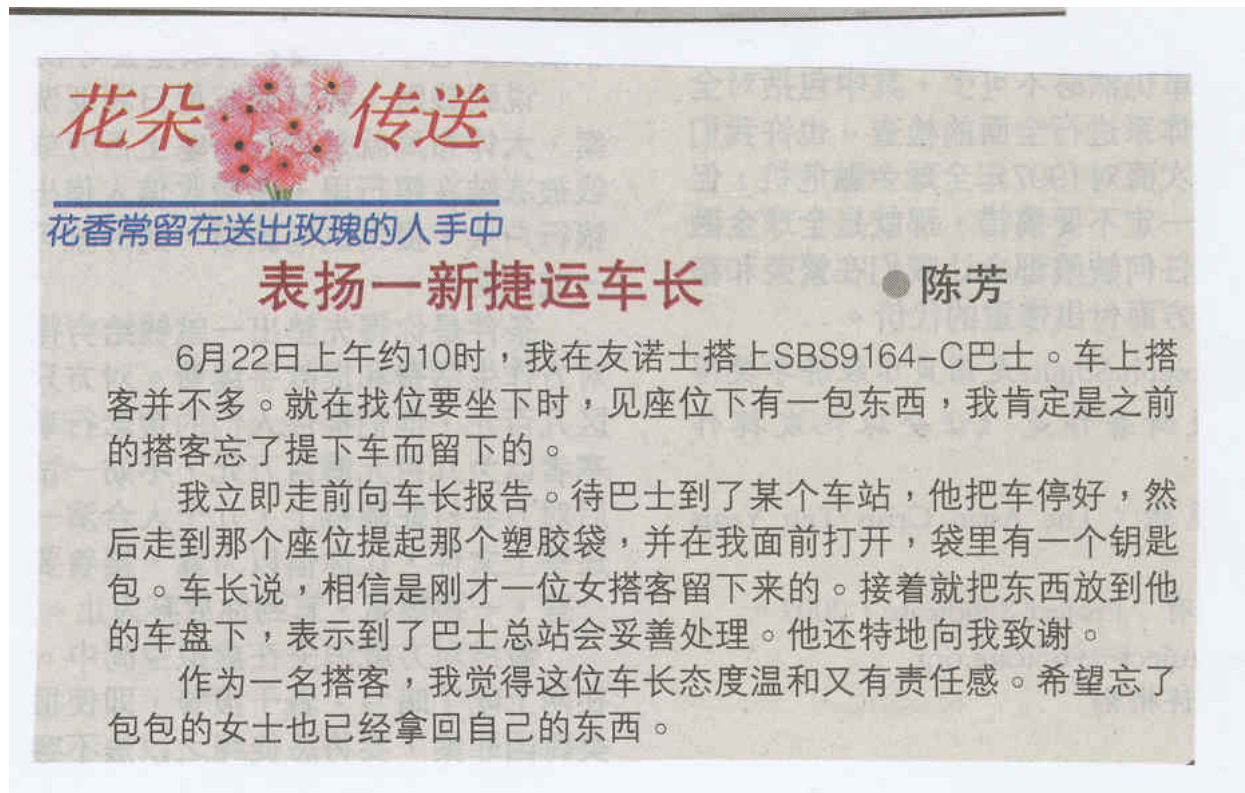 花朵传送
花香常留在送出玫瑰的人手中
表扬一新捷运车长 ●陈芳
6月22日上午约10时，我在友诺士搭上SBS9164-C巴士。车上搭
客并不多。就在找位要坐下时，见座位下有一包东西，我肯定是之前
的搭客忘了提下车而留下的。
我立即走前向车长报告。待巴士到了某个车站，他把车停好，然
后走到那个座位提起那个塑胶袋，并在我面前打开，袋里有一个钥匙
包。车长说，相信是刚才一位女搭客留下来的。接着就把东西放到他
的车盘下，表示到了巴士总站会妥善处理。他还特地向我致谢。
作为一名搭客，我觉得这位车长态度温和又有责任感。希望忘了
包包的女士也已经拿回自己的东西。